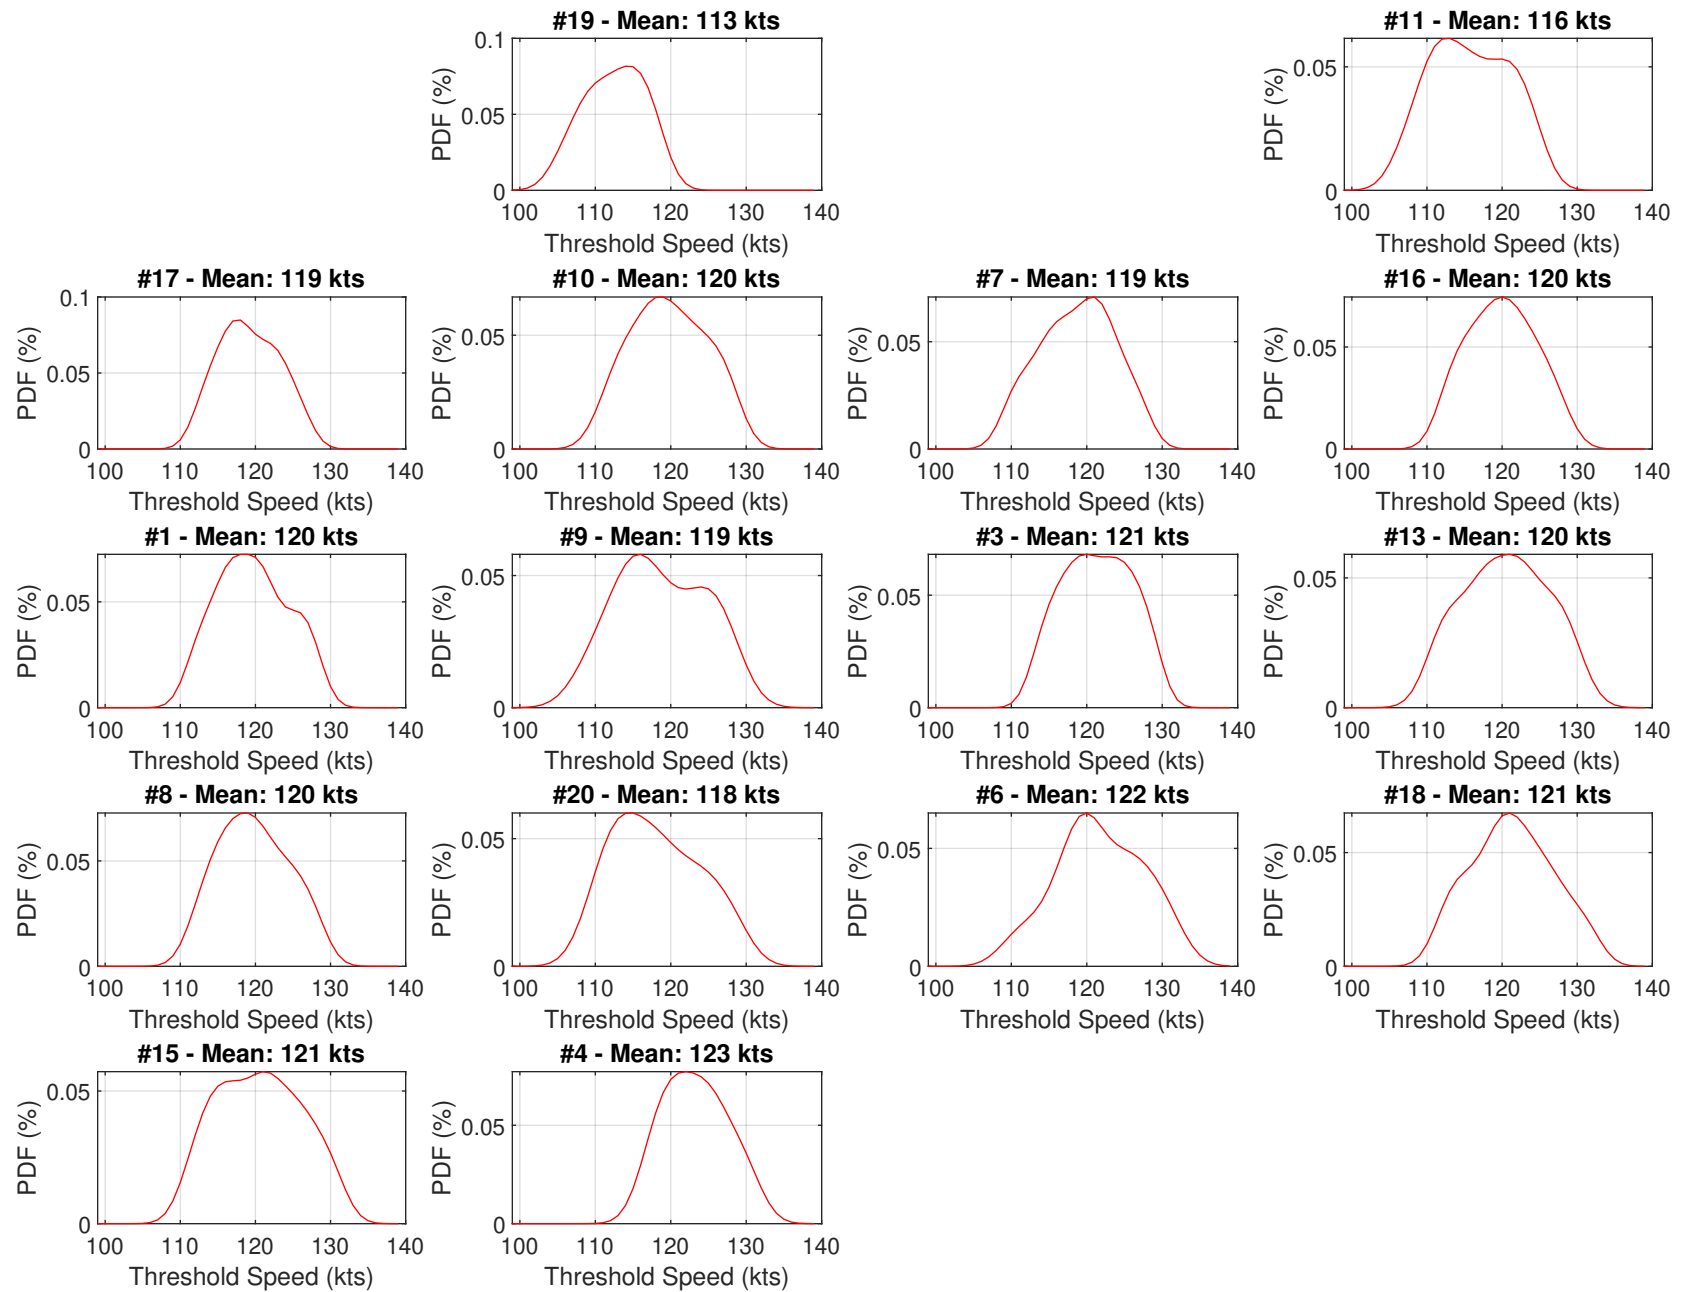 #19 - Mean: 113 kts
0.1
0.05
0
PDF (%)
100 110 120 130 140
Threshold Speed (kts)
#11 - Mean: 116 kts
0.05
0
PDF (%)
100 110 120 130 140
Threshold Speed (kts)
#17 - Mean: 119 kts
0.1
0.05
0
PDF (%)
100 110 120 130 140
Threshold Speed (kts)
#10 - Mean: 120 kts
0.05
0
PDF (%)
100 110 120 130 140
Threshold Speed (kts)
#7 - Mean: 119 kts
0.05
0
PDF (%)
100 110 120 130 140
Threshold Speed (kts)
#16 - Mean: 120 kts
0.05
0
PDF (%)
100 110 120 130 140
Threshold Speed (kts)
#1 - Mean: 120 kts
0.05
0
PDF (%)
100 110 120 130 140
Threshold Speed (kts)
#9 - Mean: 119 kts
0.05
0
PDF (%)
100 110 120 130 140
Threshold Speed (kts)
#3 - Mean: 121 kts
0.05
0
PDF (%)
100 110 120 130 140
Threshold Speed (kts)
#13 - Mean: 120 kts
0.05
0
PDF (%)
100 110 120 130 140
Threshold Speed (kts)
#8 - Mean: 120 kts
0.05
0
PDF (%)
100 110 120 130 140
Threshold Speed (kts)
#20 - Mean: 118 kts
0.05
0
PDF (%)
100 110 120 130 140
Threshold Speed (kts)
#6 - Mean: 122 kts
0.05
0
PDF (%)
100 110 120 130 140
Threshold Speed (kts)
#18 - Mean: 121 kts
0.05
0
PDF (%)
100 110 120 130 140
Threshold Speed (kts)
#15 - Mean: 121 kts
0.05
0
PDF (%)
100 110 120 130 140
Threshold Speed (kts)
#4 - Mean: 123 kts
0.05
0
PDF (%)
100 110 120 130 140
Threshold Speed (kts)